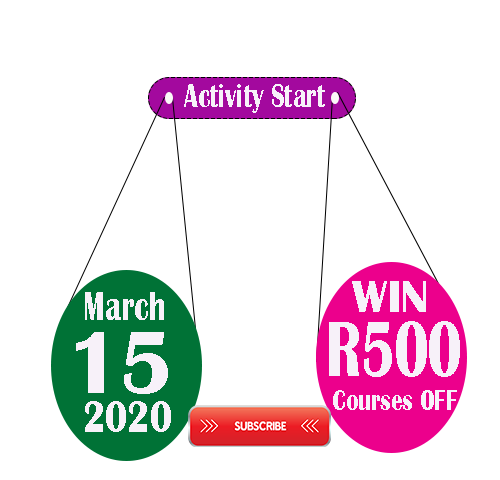 Activity Start
March
15
2020
WIN
R500
Courses OFF
SUBSCRIBE